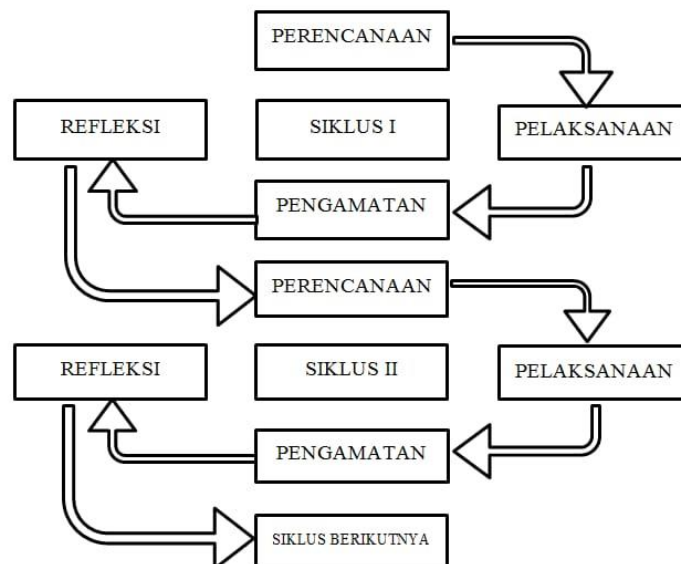 PERENCANAAN
REFLEKSI
SIKLUS I
PELAKSANAAN
PENGAMATAN
PERENCANAAN
REFLEKSI
SIKLUS II
PELAKSANAAN
PENGAMATAN
SIKLUS BERIKUTNYA